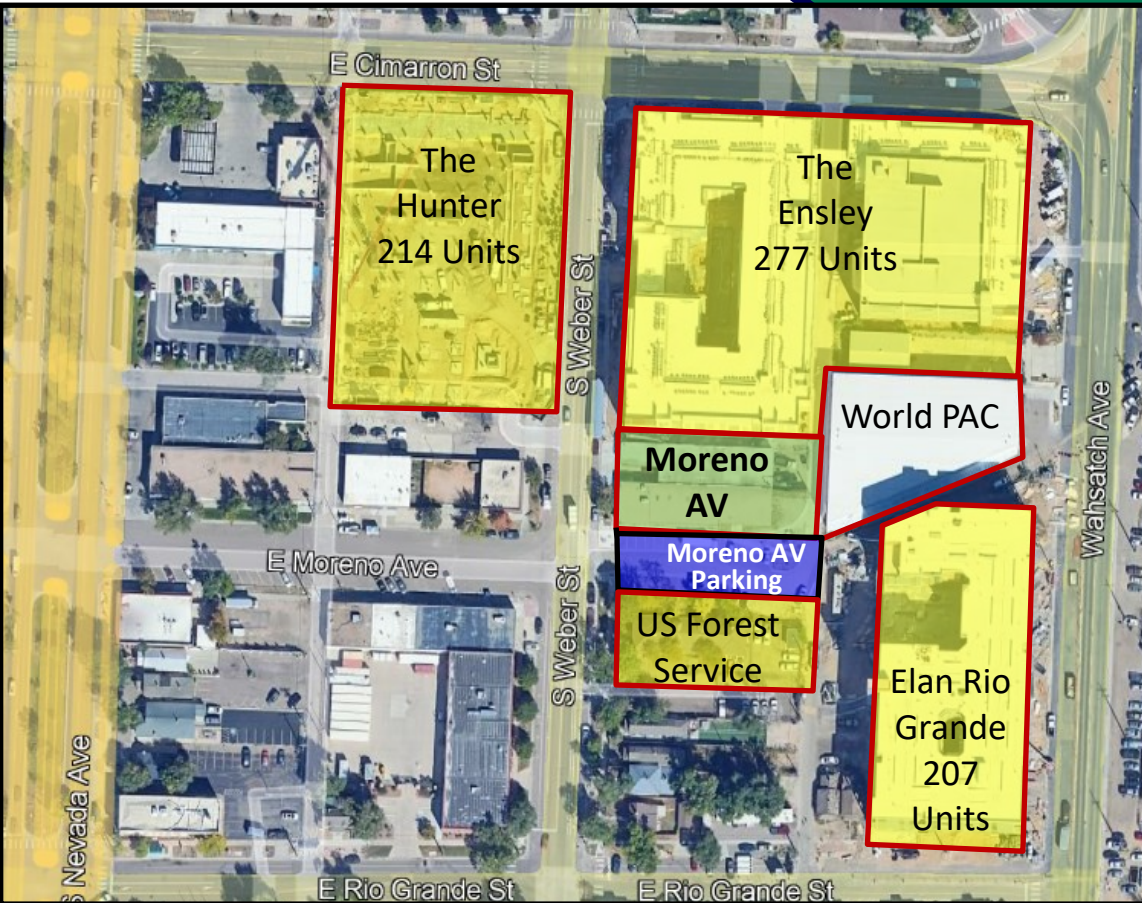 E Cimarron St
The
Hunter
214 Units
The
Ensley
277 Units
S Weber St
World PAC
Moreno
AV
Moreno AV
Parking
E Moreno Ave
US Forest
Service
S Weber St
Elan Rio
Grande
207
Units
Wahsatch Ave
S Nevada Ave
E Rio Grande St
E Rio Grande St